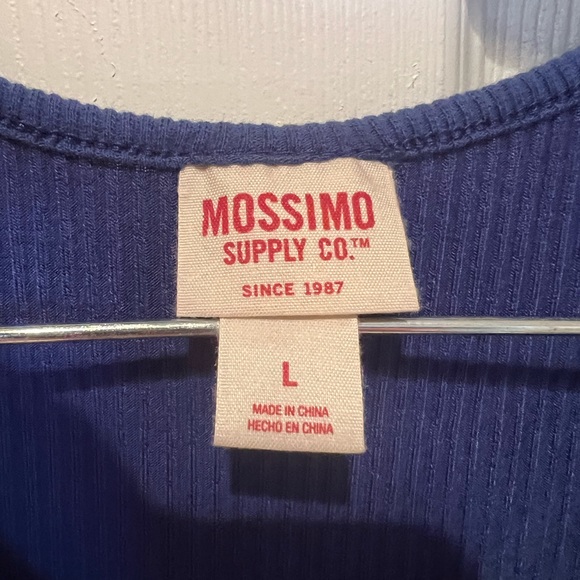 MOSSIMO
SUPPLY CO.™
SINCE 1987
L
MADE IN CHINA
HECHO EN CHINA